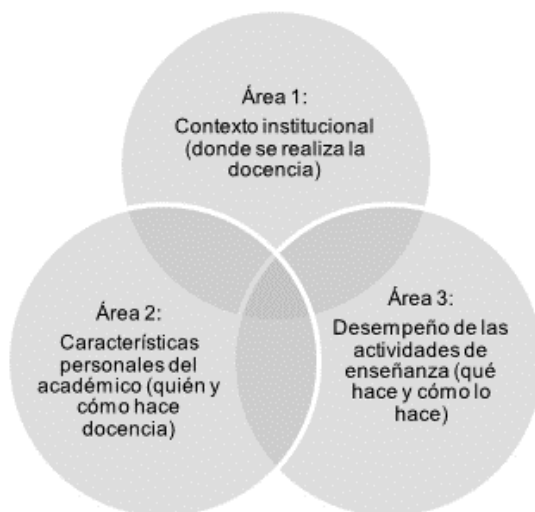 Área 1:
Contexto institucional
(donde se realiza la
docencia)
Área 2:
Características
personales del
académico (quién y
cómo hace
docencia)
Área 3:
Desempeño de las
actividades de
enseñanza (qué
hace y cómo lo
hace)